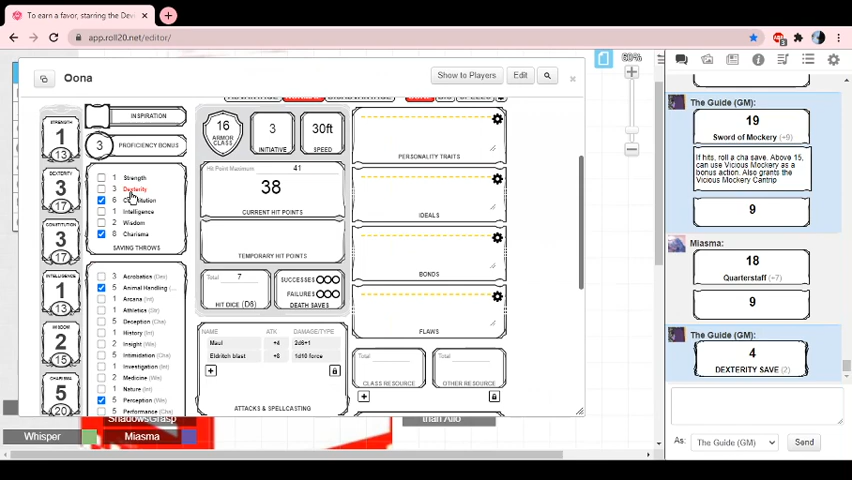 To earn a favor, starring the Dev
app.roll20.net/editor/
Oona
Show to Players
Edit
60%
STRENGTH
1
13
DEXTERITY
3
17
CONSTITUTION
3
17
INTELLIGENCE
1
13
WISDOM
2
15
CHARISMA
5
20
INSPIRATION
3
PROFICIENCY BONUS
1 Strength
3 Dexterity
6 Constitution
1 Intelligence
2 Wisdom
8 Charisma
SAVING THROWS
3 Acrobatics (Dex)
5 Animal Handling (...
1 Arcana (Int)
1 Athletics (Str)
5 Deception (Cha)
1 History (Int)
2 Insight (Wis)
5 Intimidation (Cha)
1 Investigation (Int)
2 Medicine (Wis)
1 Nature (Int)
5 Perception (Wis)
5 Performance (Cha)
16
ARMOR
CLASS
3
INITIATIVE
30ft
SPEED
Hit Point Maximum 41
38
CURRENT HIT POINTS
TEMPORARY HIT POINTS
Total 7
HIT DICE (D6)
SUCCESSES
FAILURES
DEATH SAVES
NAME ATK DAMAGE/TYPE
Maul +4 2d6+1
Eldritch blast +8 1d10 force
ATTACKS & SPELLCASTING
PERSONALITY TRAITS
IDEALS
BONDS
FLAWS
Total
CLASS RESOURCE
Total
OTHER RESOURCE
ShadowsGrasp
than Allo
Whisper
Miasma
The Guide (GM):
19
Sword of Mockery (+9)
If hits, roll a cha save. Above 15,
can use Vicious Mockery as a
bonus action. Also grants the
Vicious Mockery Cantrip
9
Miasma:
18
Quarterstaff (+7)
9
The Guide (GM):
4
DEXTERITY SAVE (2)
As:
The Guide (GM)
Send